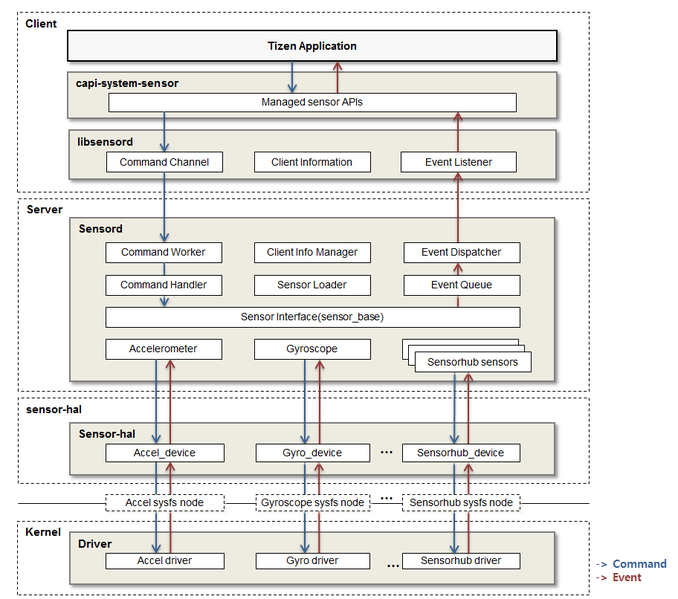 Client
Tizen Application
capi-system-sensor
Managed sensor APIs
libsensord
Command Channel
Client Information
Event Listener
Server
Sensord
Command Worker
Client Info Manager
Event Dispatcher
Command Handler
Sensor Loader
Event Queue
Sensor Interface(sensor_base)
Accelerometer
Gyroscope
Sensorhub sensors
sensor-hal
Sensor-hal
Accel_device
Gyro_device
...
Sensorhub_device
Accel sysfs node
Gyroscope sysfs node
...
Sensorhub sysfs node
Kernel
Driver
Accel driver
Gyro driver
...
Sensorhub driver
-> Command
-> Event